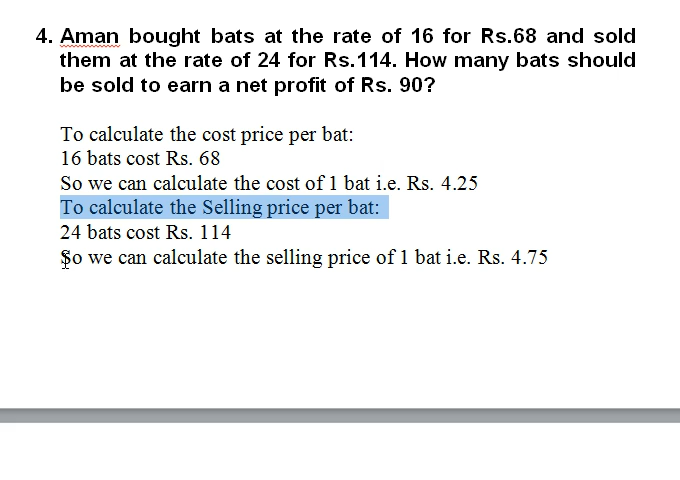 4. Aman bought bats at the rate of 16 for Rs.68 and sold
them at the rate of 24 for Rs.114. How many bats should
be sold to earn a net profit of Rs. 90?
To calculate the cost price per bat:
16 bats cost Rs. 68
So we can calculate the cost of 1 bat i.e. Rs. 4.25
To calculate the Selling price per bat:
24 bats cost Rs. 114
So we can calculate the selling price of 1 bat i.e. Rs. 4.75